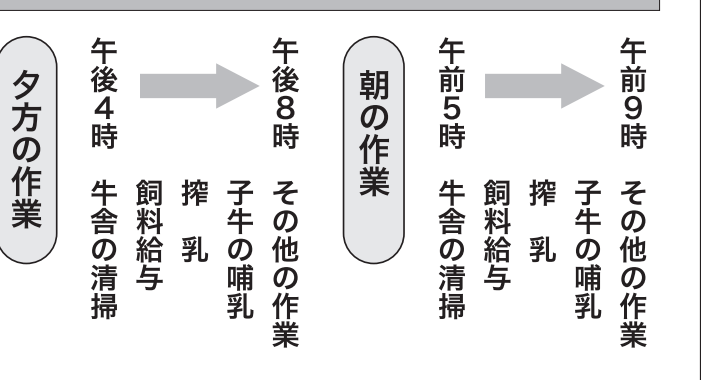 朝の作業
午前5時 牛舎の清掃
飼料給与
搾　乳
子牛の哺乳
午前9時 その他の作業
夕方の作業
午後4時 牛舎の清掃
飼料給与
搾　乳
子牛の哺乳
午後8時 その他の作業